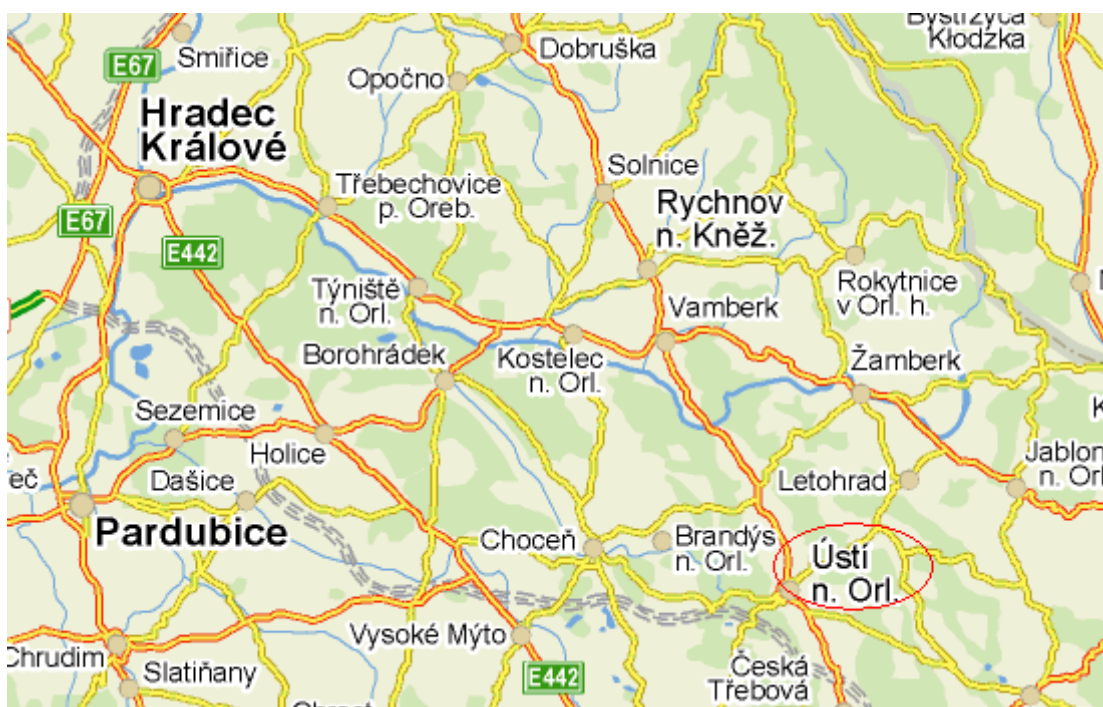 Bystrzyca
Kłodzka
Dobruška
Smiřice
E67
Opočno
Hradec
Králové
Solnice
Třebechovice
p. Oreb.
Rychnov
n. Kněž.
E67
E442
Týniště
n. Orl.
Rokytnice
v Orl. h.
Vamberk
Borohrádek
Kostelec
n. Orl.
Žamberk
Sezemice
Holice
Jablon
n. Orl
eč
Dašice
Letohrad
Pardubice
Choceň
Brandýs
n. Orl.
Ústí
n. Orl.
Vysoké Mýto
Chrudim
Slatiňany
E442
Česká
Třebová